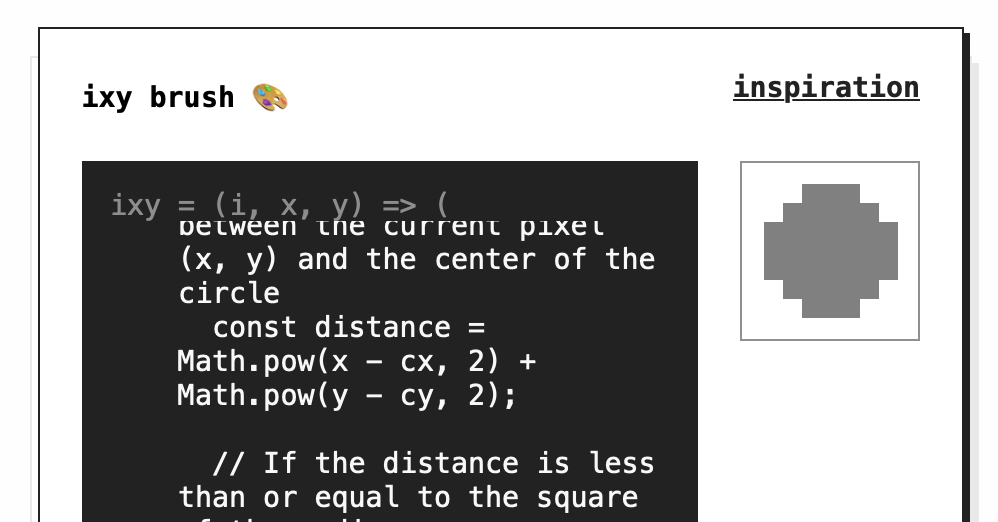 ixy brush 🎨
inspiration
ixy = (i, x, y) => (
between the current pixel
(x, y) and the center of the
circle
const distance =
Math.pow(x - cx, 2) +
Math.pow(y - cy, 2);
// If the distance is less
than or equal to the square